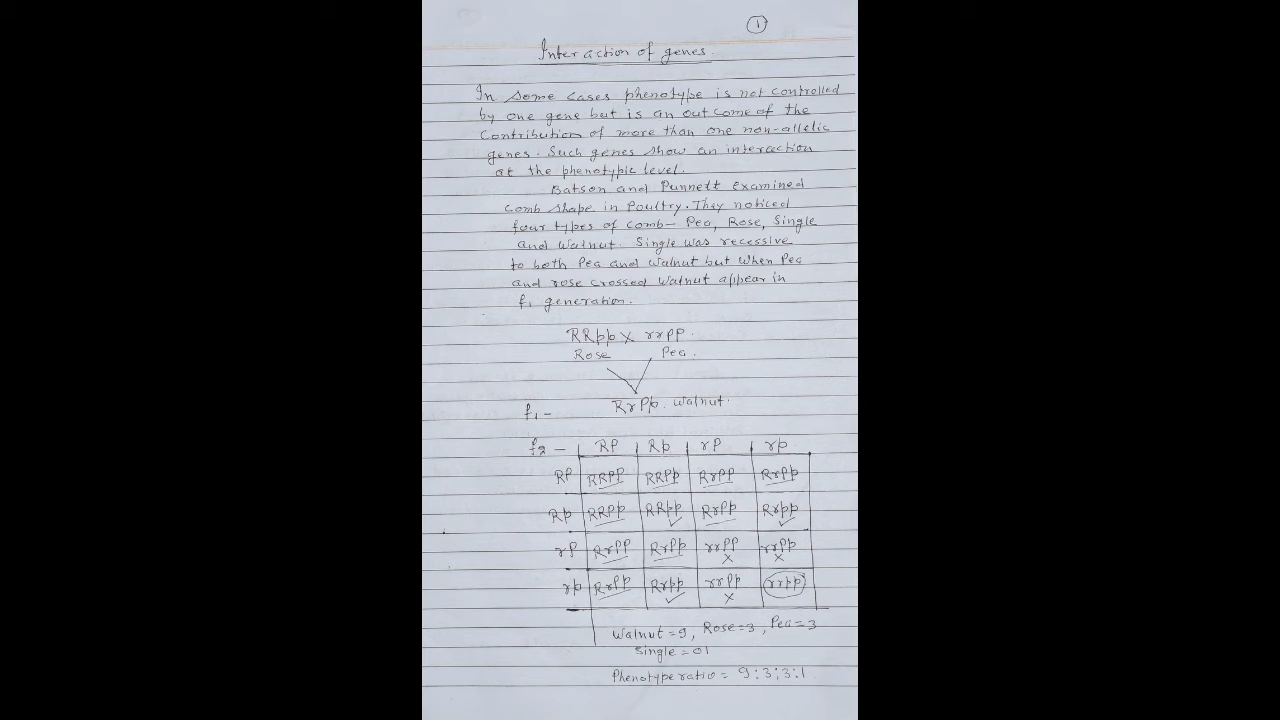 1
Interaction of genes.
In some cases phenotype is not controlled
by one gene but is an out come of the
contribution of more than one non-allelic
genes. Such genes show an interaction
at the phenotypic level.
Batson and Punnett examined
comb shape in Poultry. They noticed
four types of comb- Pea, Rose, Single
and Walnut. Single was recessive
to both Pea and Walnut but when Pea
and rose crossed Walnut appear in
f1 generation.
RRpp X rrPP.
Rose Pea.
f1 - RrPp. Walnut.
f2 - RP Rp rP rp
RP RRPP RRPp RrPP RrPp
Rp RRPp RRpp RrPp Rrpp
rP RrPP RrPp rrPP rrPp
X X
rp RrPp Rrpp rrPp rrpp
X
Walnut = 9, Rose = 3, Pea = 3
Single = 01
Phenotype ratio = 9:3:3:1